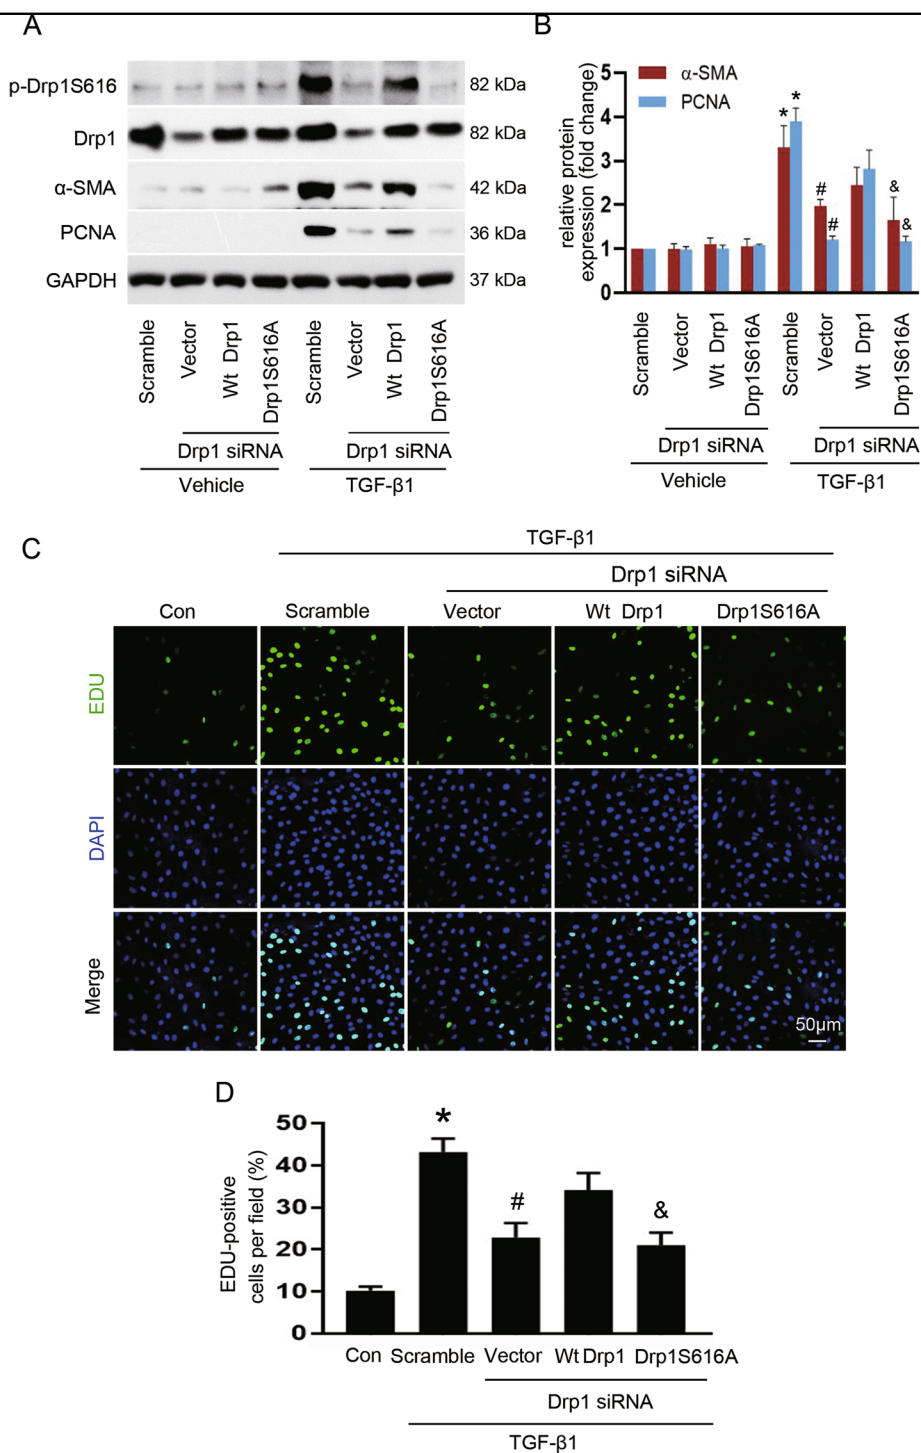 A
p-Drp1S616
82 kDa
Drp1
82 kDa
α-SMA
42 kDa
PCNA
36 kDa
GAPDH
37 kDa
Scramble
Vector
Wt Drp1
Drp1S616A
Scramble
Vector
Wt Drp1
Drp1S616A
Drp1 siRNA
Drp1 siRNA
Vehicle
TGF-β1
B
relative protein
expression (fold change)
5
4
3
2
1
0
α-SMA
PCNA
*
*
#
#
&
&
Scramble
Vector
Wt Drp1
Drp1S616A
Scramble
Vector
Wt Drp1
Drp1S616A
Drp1 siRNA
Drp1 siRNA
Vehicle
TGF-β1
C
TGF-β1
Drp1 siRNA
Con
Scramble
Vector
Wt Drp1
Drp1S616A
EDU
DAPI
Merge
50μm
D
EDU-positive
cells per field (%)
50
40
30
20
10
0
*
#
&
Con
Scramble
Vector
Wt Drp1
Drp1S616A
Drp1 siRNA
TGF-β1